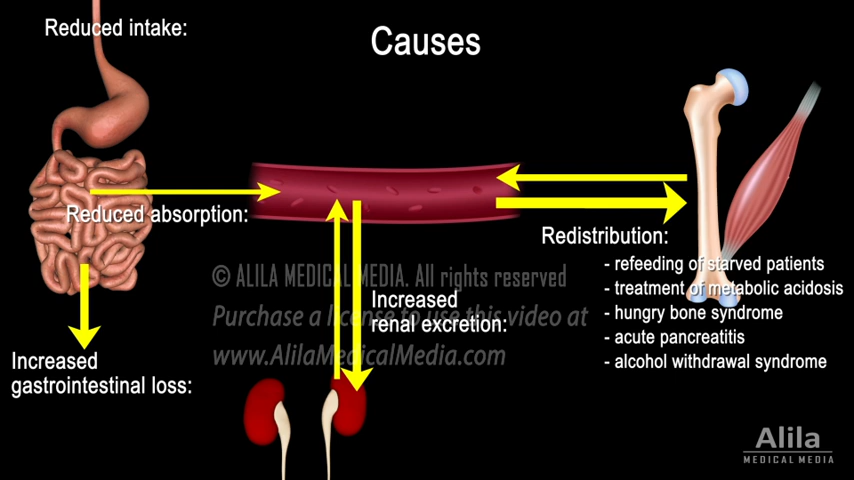 Reduced intake:
Causes
Reduced absorption:
Redistribution:
- refeeding of starved patients
- treatment of metabolic acidosis
- hungry bone syndrome
- acute pancreatitis
- alcohol withdrawal syndrome
© ALILA MEDICAL MEDIA. All rights reserved
Purchase a license to use this video at
www.AlilaMedicalMedia.com
Increased
renal excretion:
Increased
gastrointestinal loss:
Alila
MEDICAL MEDIA